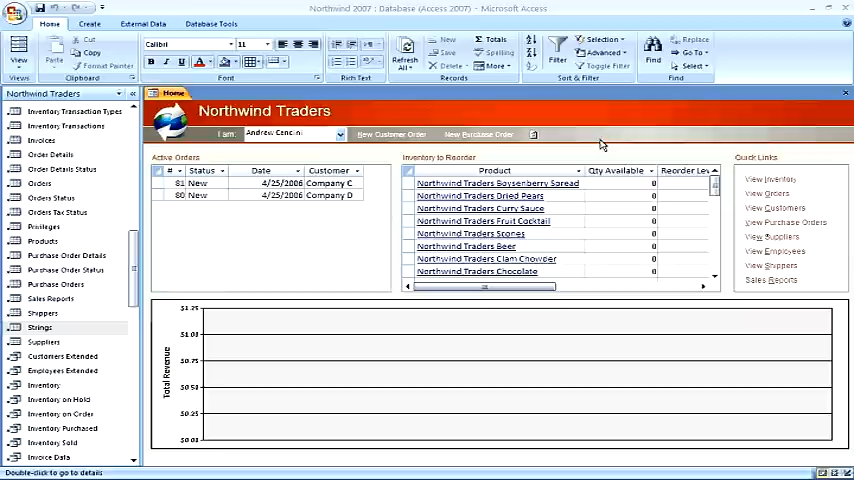 Northwind 2007 : Database (Access 2007) - Microsoft Access
Home Create External Data Database Tools
View
Views
Paste
Cut
Copy
Format Painter
Clipboard
Calibri 11
B I U A
Font
Rich Text
Refresh All
New
Save
Delete
Totals
Spelling
More
Records
Filter
Selection
Advanced
Toggle Filter
Sort & Filter
Find
Replace
Go To
Select
Find
Northwind Traders
Inventory Transaction Types
Inventory Transactions
Invoices
Order Details
Order Details Status
Orders
Orders Status
Orders Tax Status
Privileges
Products
Purchase Order Details
Purchase Order Status
Purchase Orders
Sales Reports
Shippers
Strings
Suppliers
Customers Extended
Employees Extended
Inventory
Inventory on Hold
Inventory on Order
Inventory Purchased
Inventory Sold
Invoice Data
Home
Northwind Traders
I am: Andrew Cencini New Customer Order New Purchase Order
Active Orders
# Status Date Customer
81 New 4/25/2006 Company C
80 New 4/25/2006 Company D
Inventory to Reorder
Product Qty Available Reorder Lev
Northwind Traders Boysenberry Spread 0
Northwind Traders Dried Pears 0
Northwind Traders Curry Sauce 0
Northwind Traders Fruit Cocktail 0
Northwind Traders Scones 0
Northwind Traders Beer 0
Northwind Traders Clam Chowder 0
Northwind Traders Chocolate 0
Quick Links
View Inventory
View Orders
View Customers
View Purchase Orders
View Suppliers
View Employees
View Shippers
Sales Reports
Total Revenue
$1.25
$1.00
$0.75
$0.50
$0.25
$0.00
Double-click to go to details